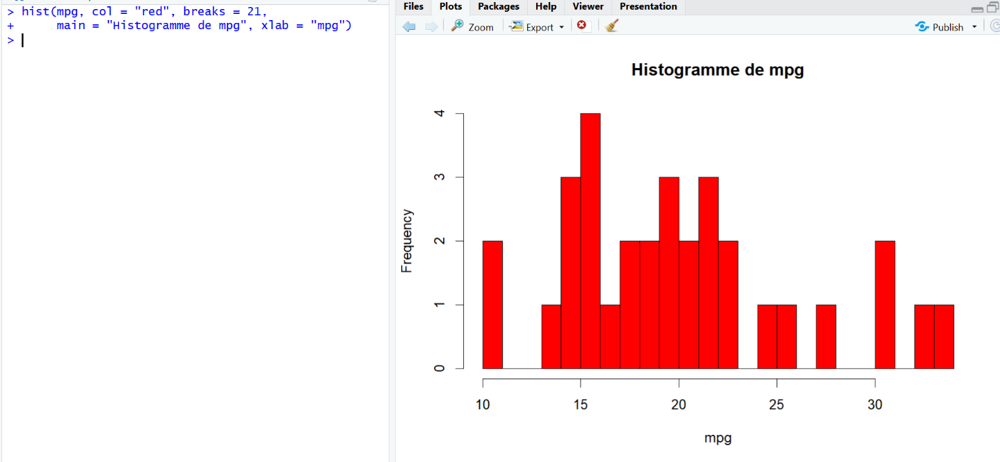 > hist(mpg, col = "red", breaks = 21,
+      main = "Histogramme de mpg", xlab = "mpg")
>
Files Plots Packages Help Viewer Presentation
Zoom Export Publish
Histogramme de mpg
4
3
2
1
0
Frequency
10 15 20 25 30
mpg